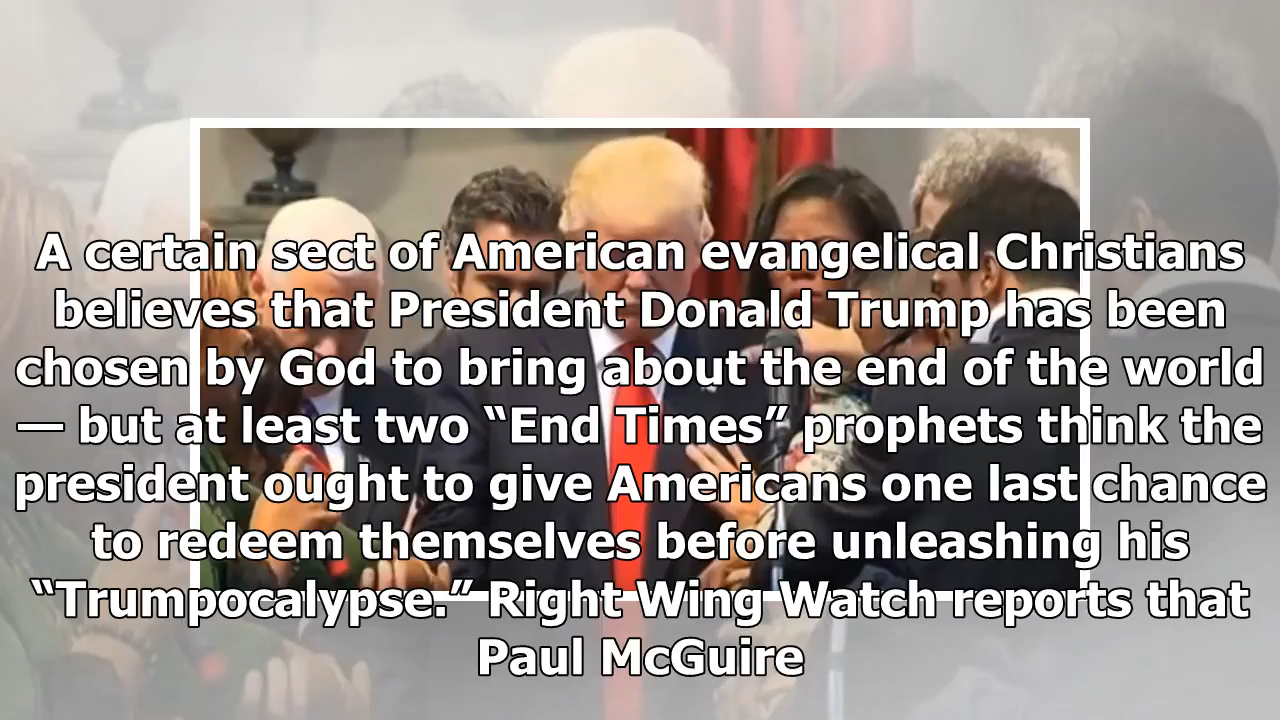 A certain sect of American evangelical Christians
believes that President Donald Trump has been
chosen by God to bring about the end of the world
— but at least two “End Times” prophets think the
president ought to give Americans one last chance
to redeem themselves before unleashing his
“Trumpocalypse.” Right Wing Watch reports that
Paul McGuire